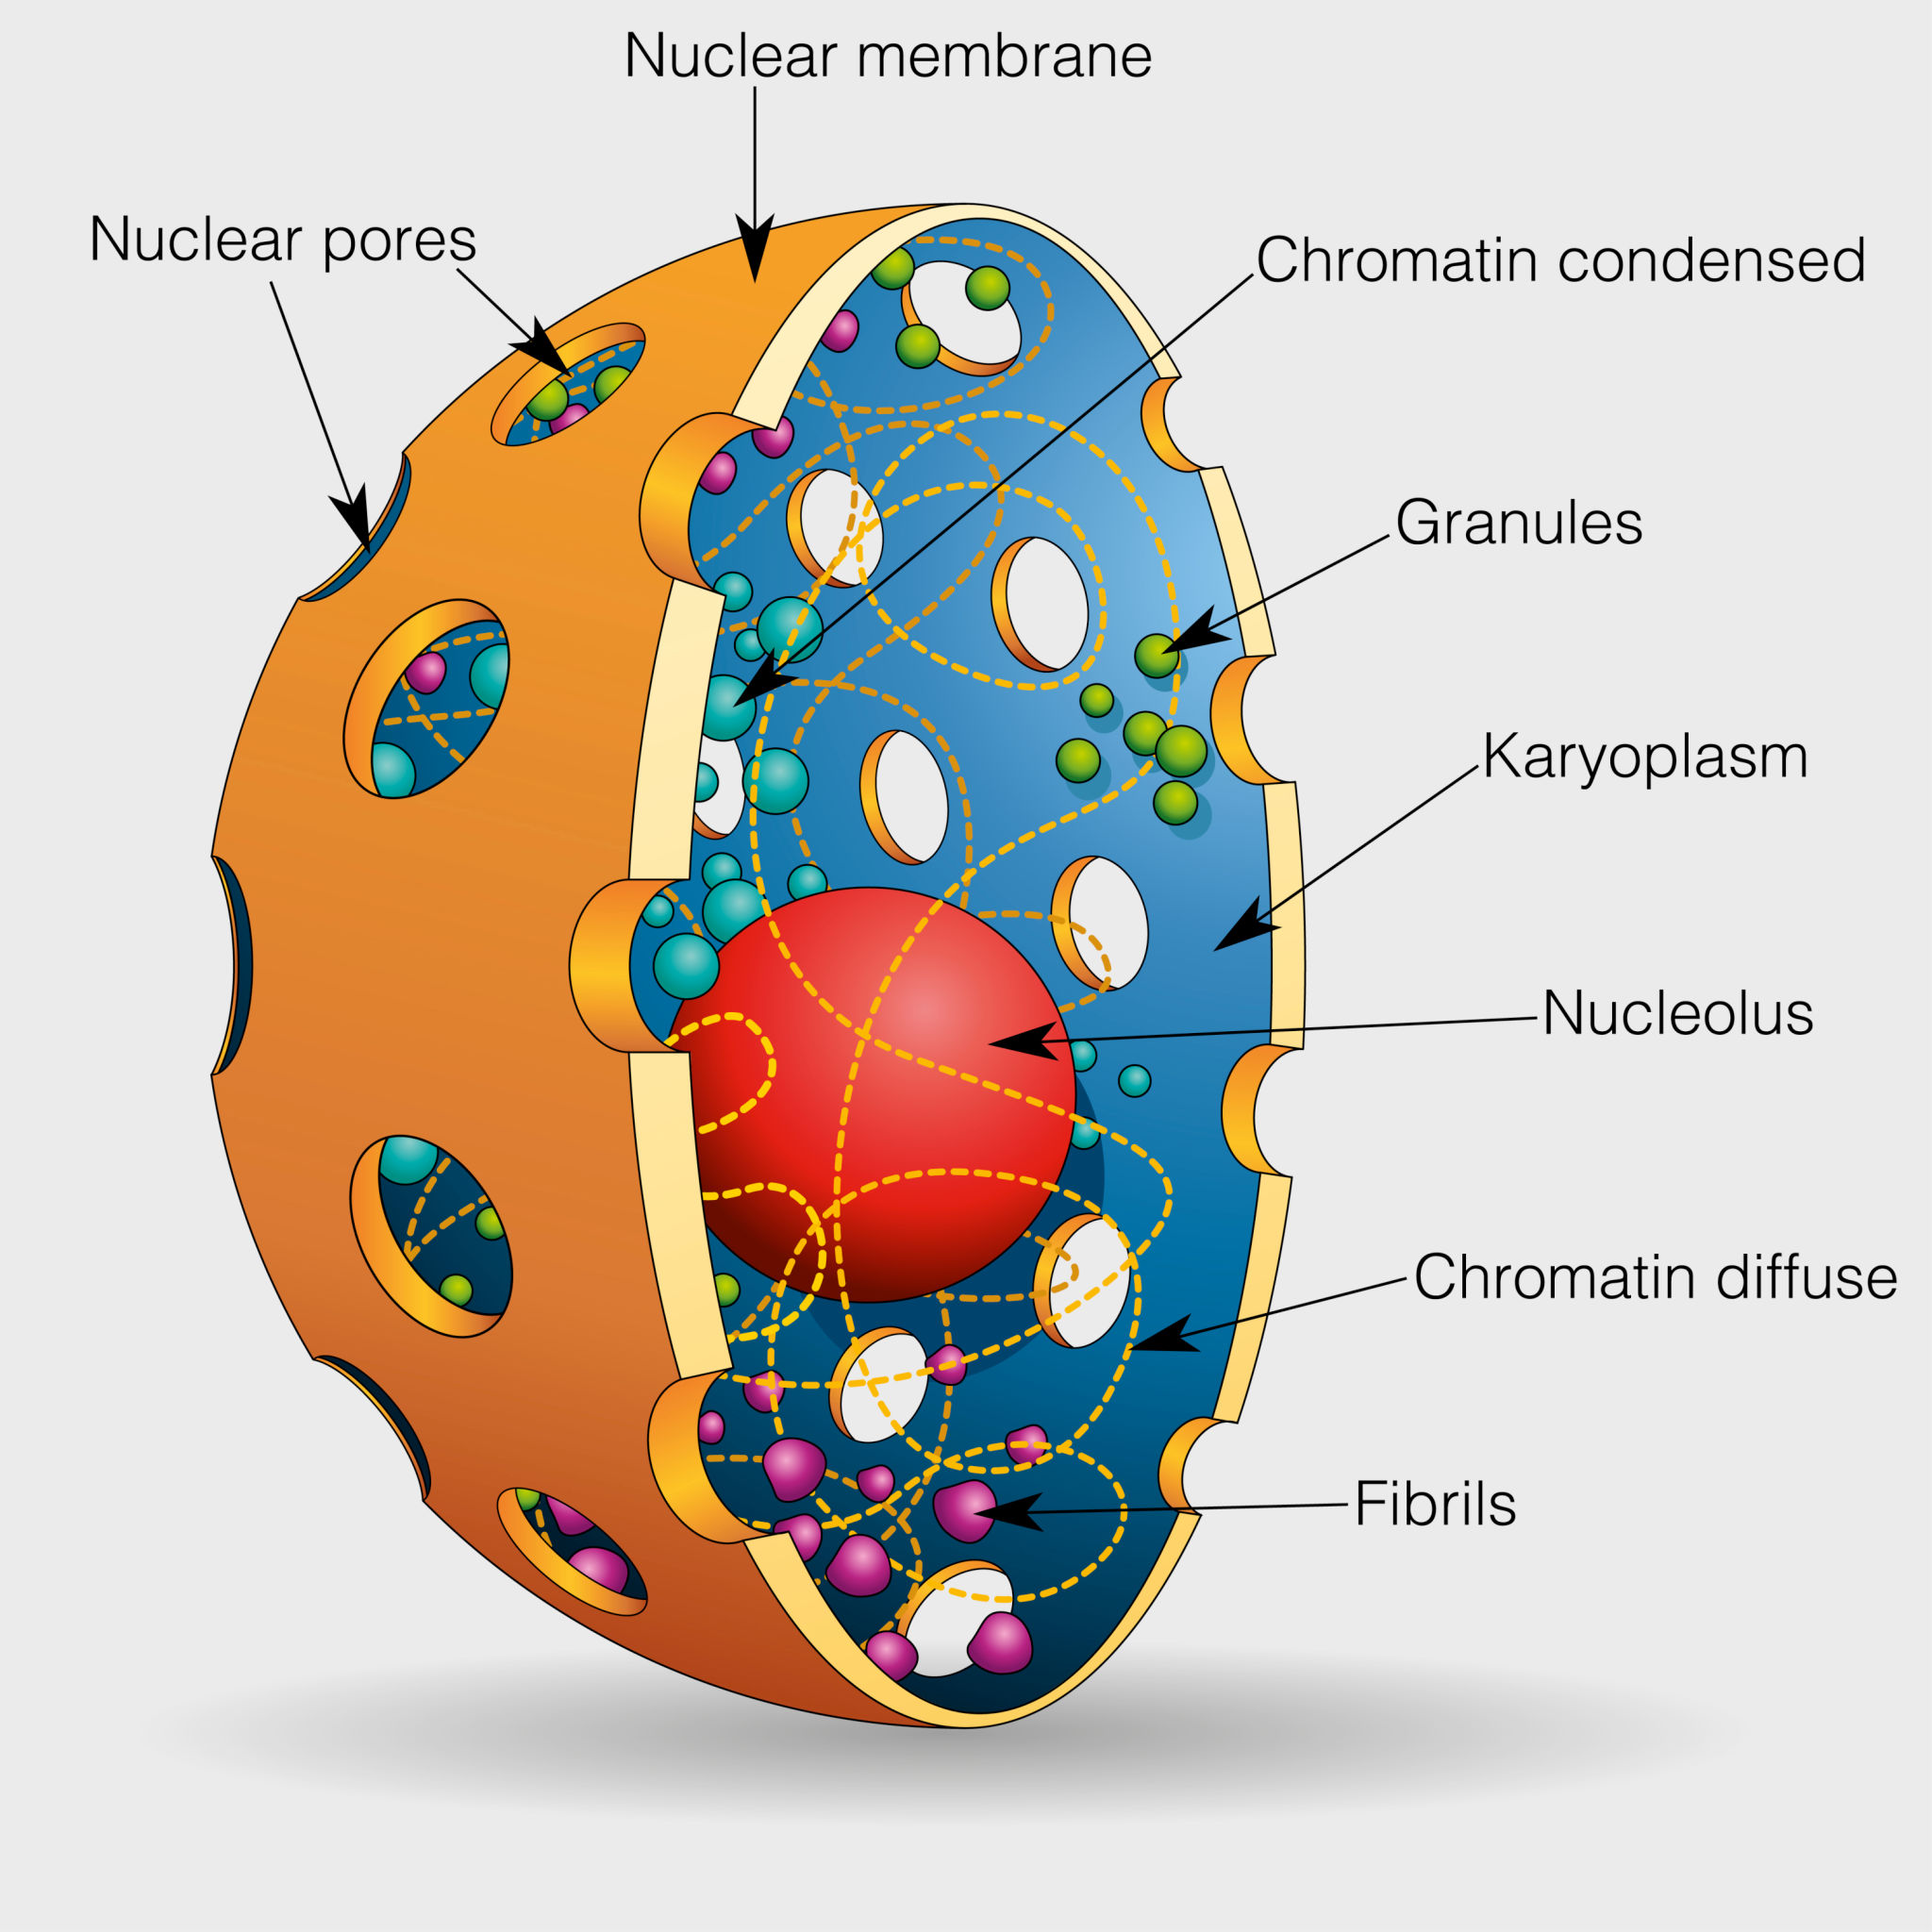 Nuclear membrane
Nuclear pores
Chromatin condensed
Granules
Karyoplasm
Nucleolus
Chromatin diffuse
Fibrils